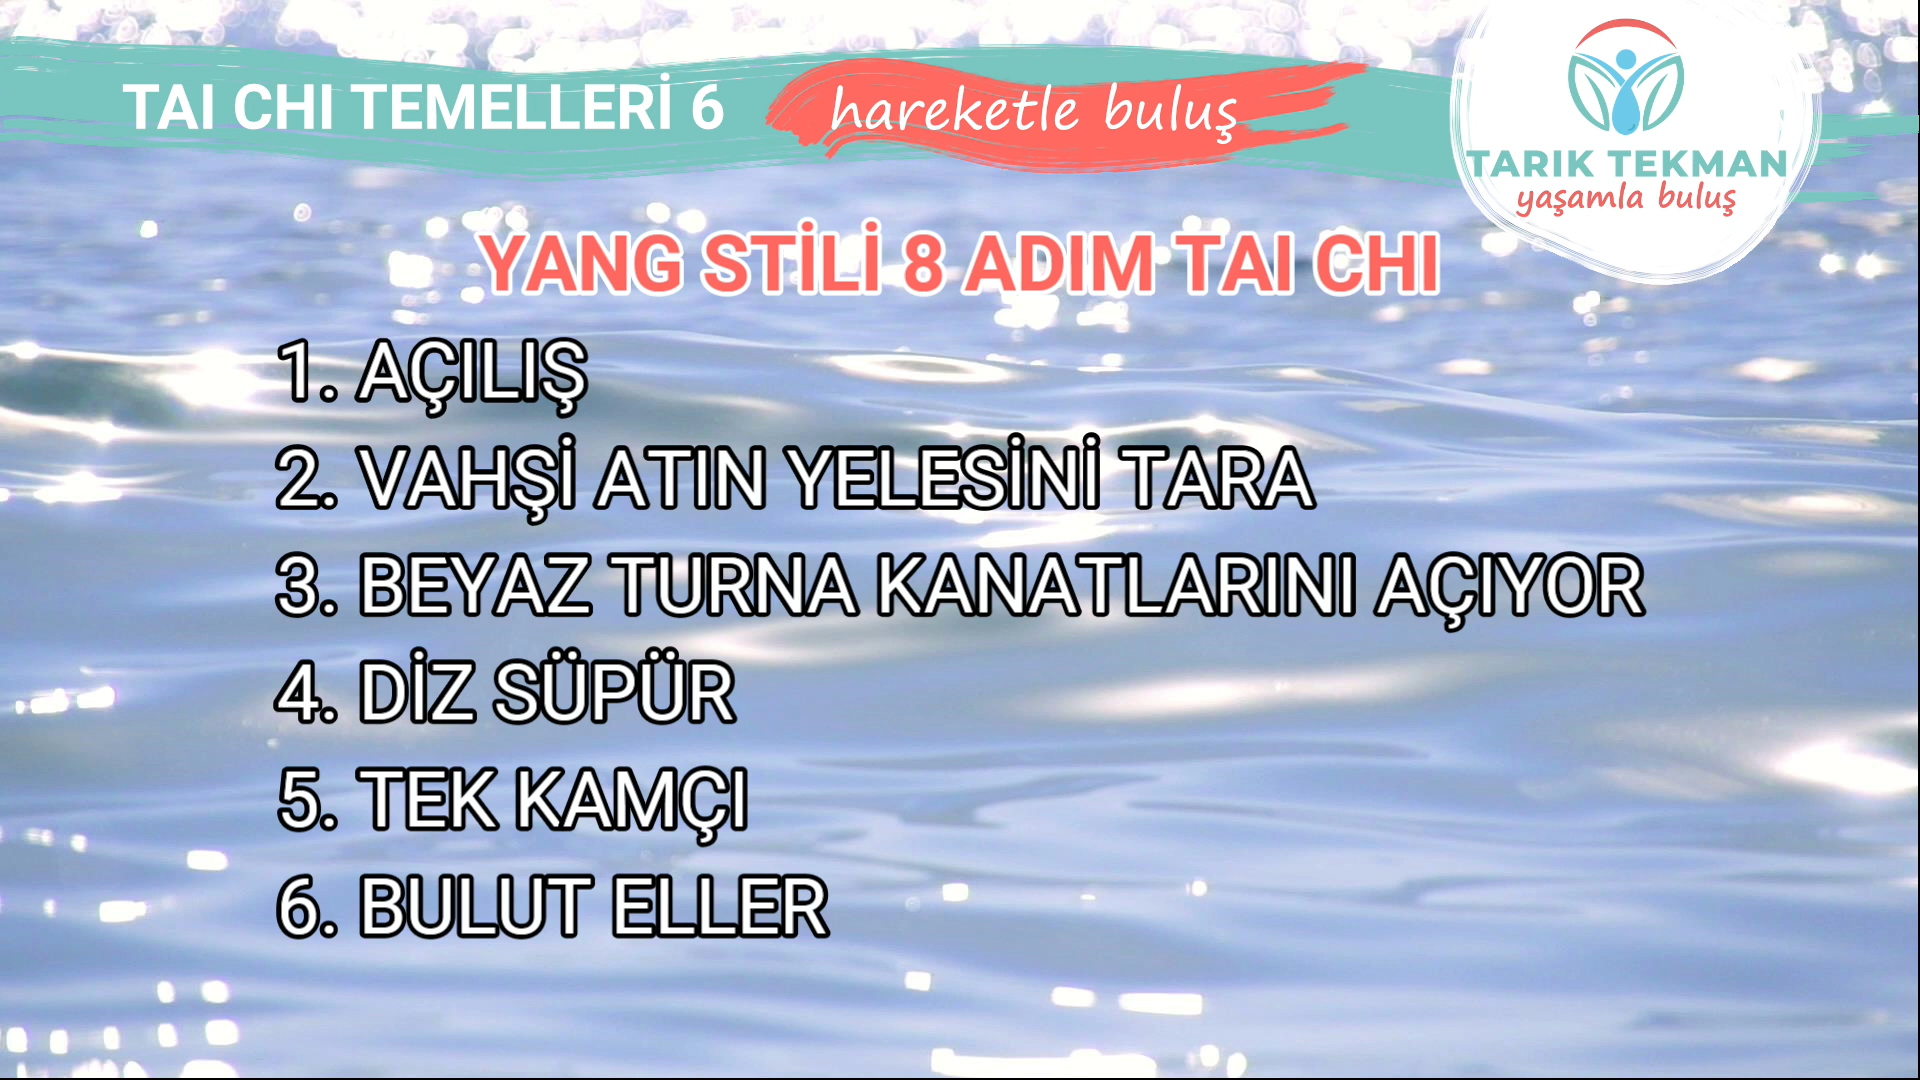 TAI CHI TEMELLERİ 6
hareketle buluş
TARIK TEKMAN
yaşamla buluş
YANG STİLİ 8 ADIM TAI CHI
1. AÇILIŞ
2. VAHŞİ ATIN YELESİNİ TARA
3. BEYAZ TURNA KANATLARINI AÇIYOR
4. DİZ SÜPÜR
5. TEK KAMÇI
6. BULUT ELLER